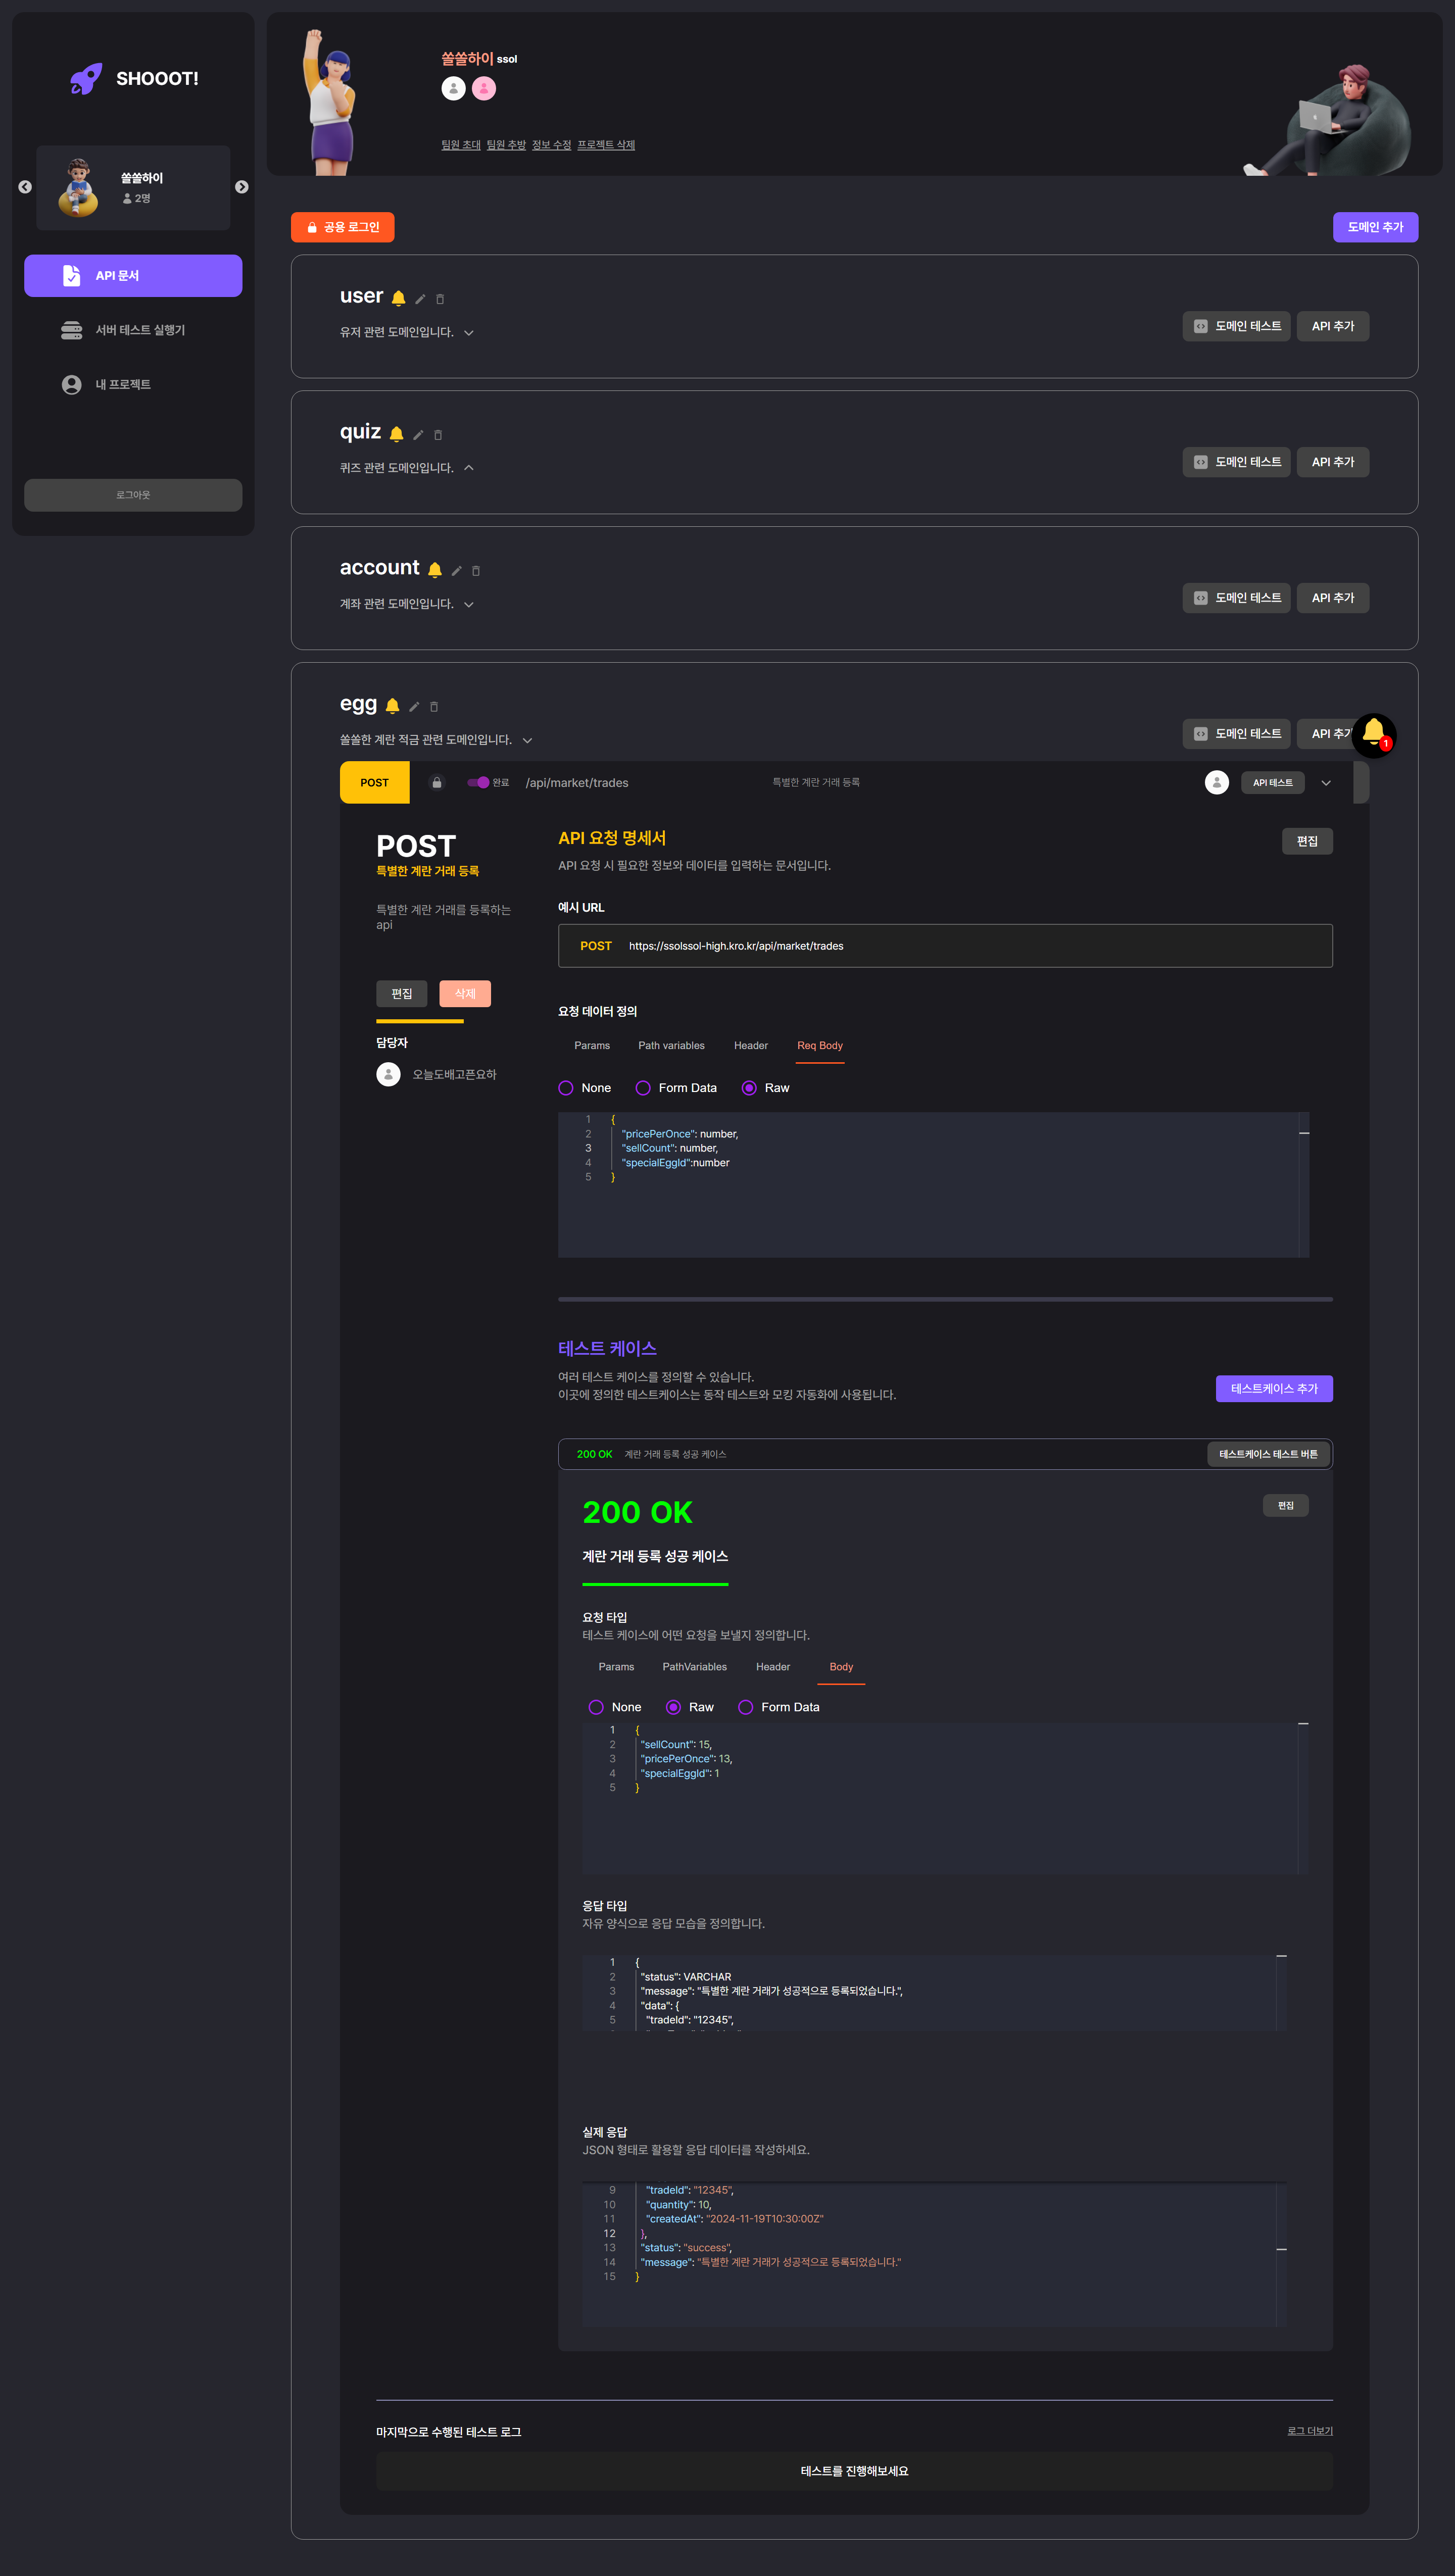 SHOOOT!
쏠쏠하이
2명
API 문서
서버 테스트 실행기
내 프로젝트
로그아웃
쏠쏠하이 ssol
팀원 초대 팀원 추방 정보 수정 프로젝트 삭제
공용 로그인
도메인 추가
user
유저 관련 도메인입니다.
도메인 테스트
API 추가
quiz
퀴즈 관련 도메인입니다.
도메인 테스트
API 추가
account
계좌 관련 도메인입니다.
도메인 테스트
API 추가
egg
쏠쏠한 계란 적금 관련 도메인입니다.
도메인 테스트
API 추가
1
POST
완료
/api/market/trades
특별한 계란 거래 등록
API 테스트
POST
특별한 계란 거래 등록
특별한 계란 거래를 등록하는
api
편집
삭제
담당자
오늘도배고픈요하
API 요청 명세서
편집
API 요청 시 필요한 정보와 데이터를 입력하는 문서입니다.
예시 URL
POST https://ssolssol-high.kro.kr/api/market/trades
요청 데이터 정의
Params Path variables Header Req Body
None Form Data Raw
1 {
2 "pricePerOnce": number,
3 "sellCount": number,
4 "specialEggId":number
5 }
테스트 케이스
여러 테스트 케이스를 정의할 수 있습니다.
이곳에 정의한 테스트케이스는 동작 테스트와 모킹 자동화에 사용됩니다.
테스트케이스 추가
200 OK 계란 거래 등록 성공 케이스
테스트케이스 테스트 버튼
200 OK
편집
계란 거래 등록 성공 케이스
요청 타입
테스트 케이스에 어떤 요청을 보낼지 정의합니다.
Params PathVariables Header Body
None Raw Form Data
1 {
2 "sellCount": 15,
3 "pricePerOnce": 13,
4 "specialEggId": 1
5 }
응답 타입
자유 양식으로 응답 모습을 정의합니다.
1 {
2 "status": VARCHAR
3 "message": "특별한 계란 거래가 성공적으로 등록되었습니다.",
4 "data": {
5 "tradeId": "12345",
실제 응답
JSON 형태로 활용할 응답 데이터를 작성하세요.
9 "tradeId": "12345",
10 "quantity": 10,
11 "createdAt": "2024-11-19T10:30:00Z"
12 },
13 "status": "success",
14 "message": "특별한 계란 거래가 성공적으로 등록되었습니다."
15 }
마지막으로 수행된 테스트 로그
로그 더보기
테스트를 진행해보세요